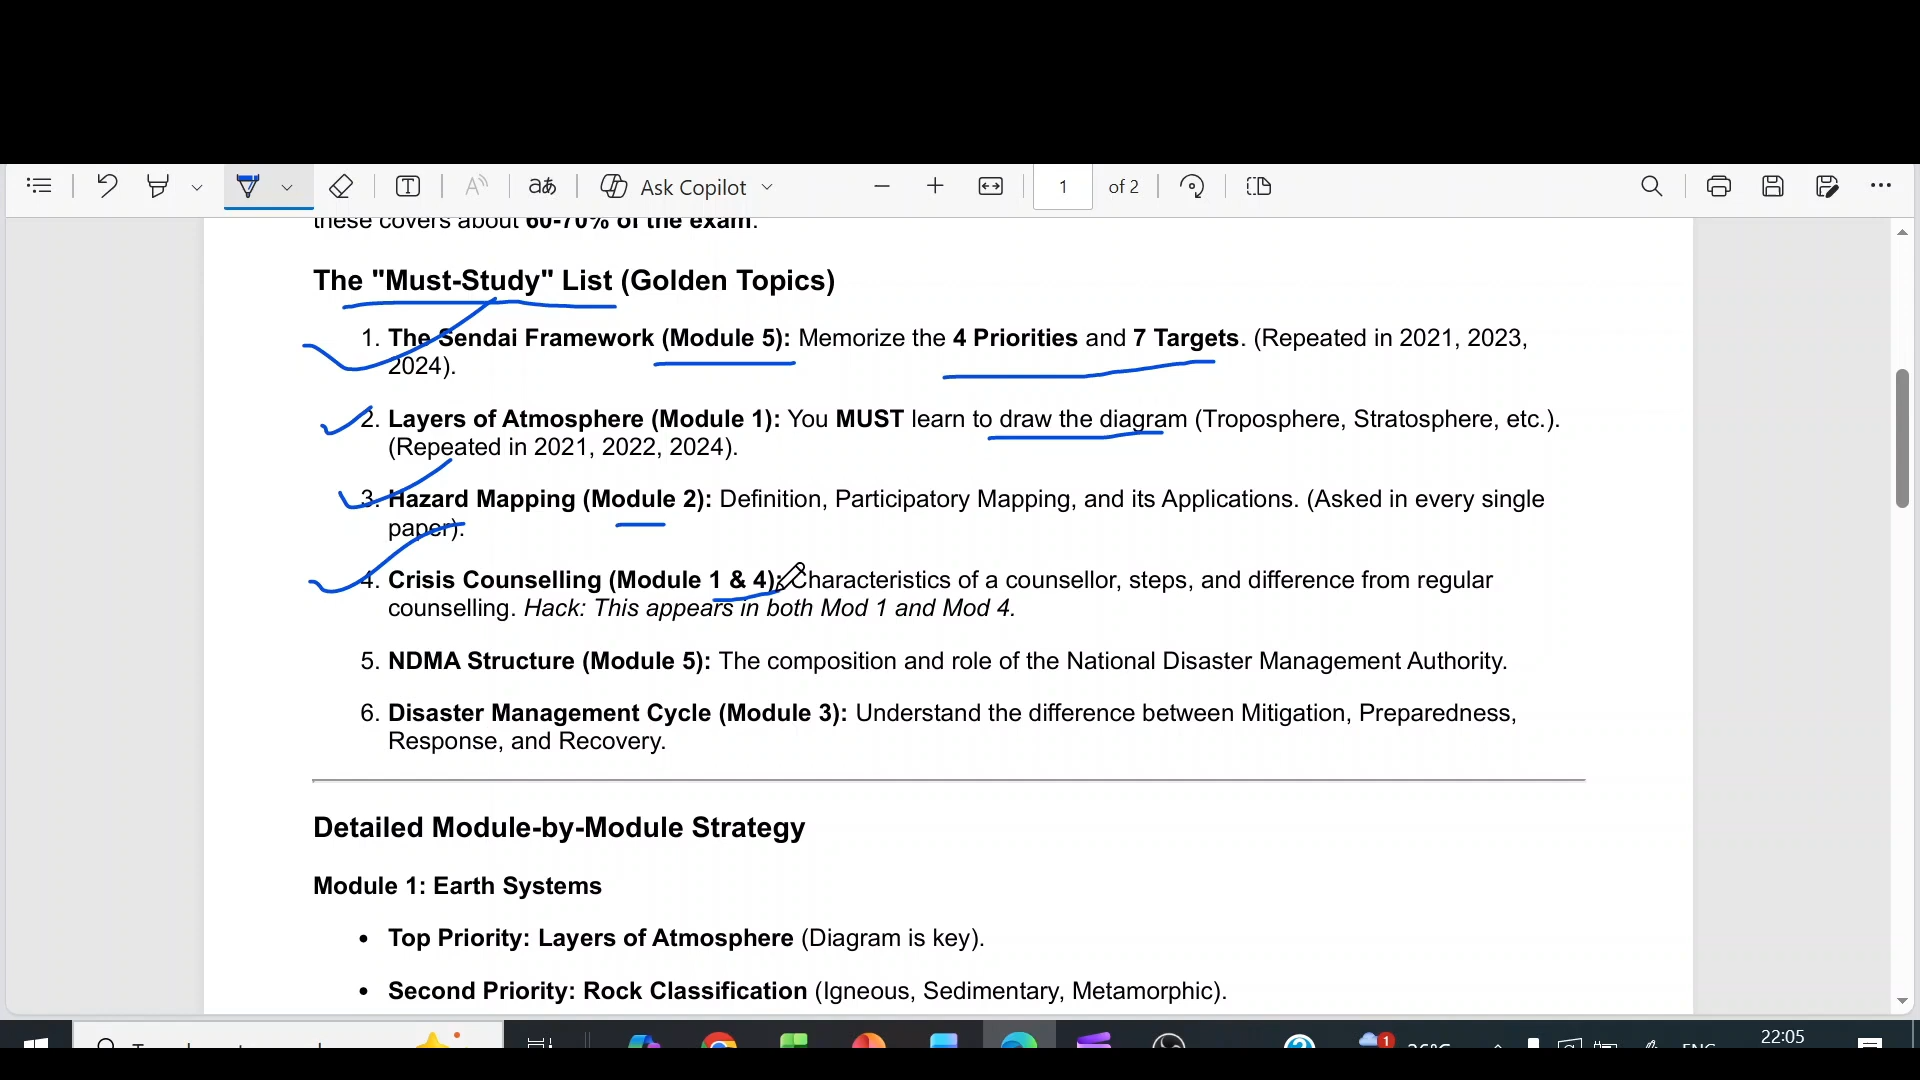 Ask Copilot
1 of 2
these covers about 60-70% of the exam.
The "Must-Study" List (Golden Topics)
1. The Sendai Framework (Module 5): Memorize the 4 Priorities and 7 Targets. (Repeated in 2021, 2023,
2024).
2. Layers of Atmosphere (Module 1): You MUST learn to draw the diagram (Troposphere, Stratosphere, etc.).
(Repeated in 2021, 2022, 2024).
3. Hazard Mapping (Module 2): Definition, Participatory Mapping, and its Applications. (Asked in every single
paper).
4. Crisis Counselling (Module 1 & 4): Characteristics of a counsellor, steps, and difference from regular
counselling. Hack: This appears in both Mod 1 and Mod 4.
5. NDMA Structure (Module 5): The composition and role of the National Disaster Management Authority.
6. Disaster Management Cycle (Module 3): Understand the difference between Mitigation, Preparedness,
Response, and Recovery.
Detailed Module-by-Module Strategy
Module 1: Earth Systems
• Top Priority: Layers of Atmosphere (Diagram is key).
• Second Priority: Rock Classification (Igneous, Sedimentary, Metamorphic).
1
ENG
22:05